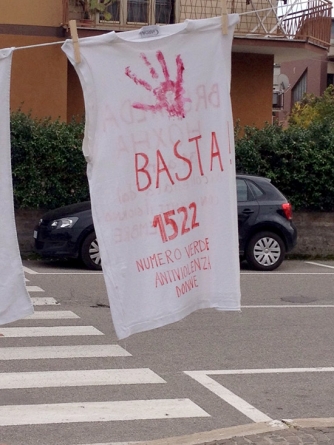 BASTA!
1522
NUMERO VERDE
ANTIVIOLENZA
DONNE